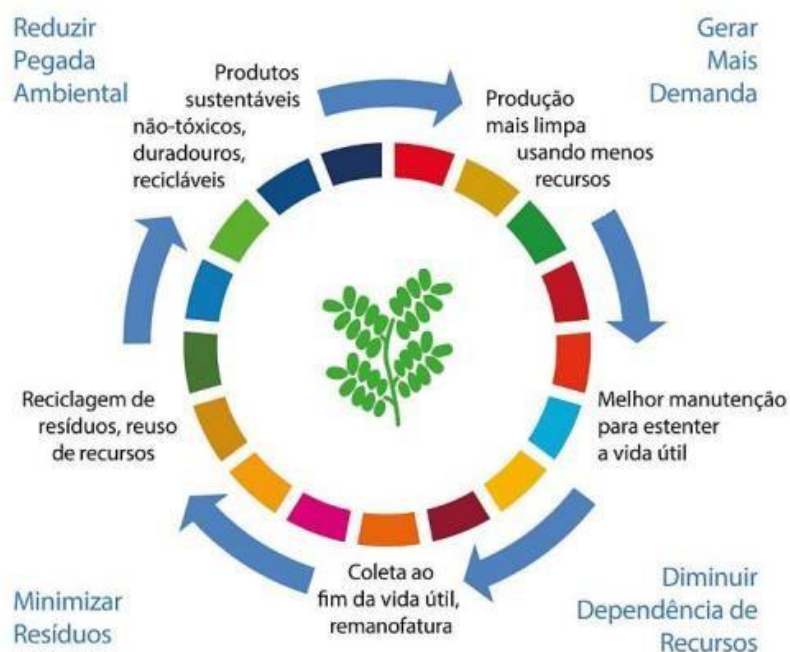 Reduzir
Pegada
Ambiental
Gerar
Mais
Demanda
Produtos
sustentáveis
não-tóxicos,
duradouros,
recicláveis
Produção
mais limpa
usando menos
recursos
Melhor manutenção
para estenter
a vida útil
Coleta ao
fim da vida útil,
remanofatura
Reciclagem de
resíduos, reuso
de recursos
Minimizar
Resíduos
Diminuir
Dependência de
Recursos